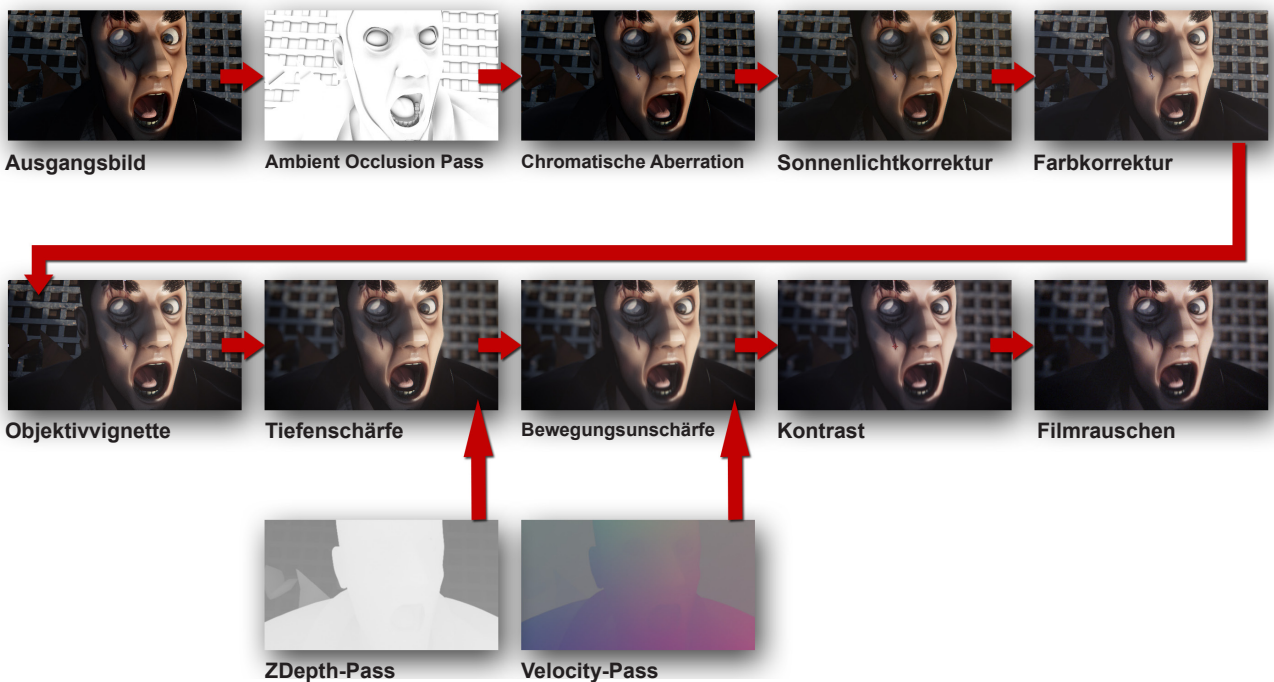 Ausgangsbild
Ambient Occlusion Pass
Chromatische Aberration
Sonnenlichtkorrektur
Farbkorrektur
Objektivvignette
Tiefenschärfe
Bewegungsunschärfe
Kontrast
Filmrauschen
ZDepth-Pass
Velocity-Pass